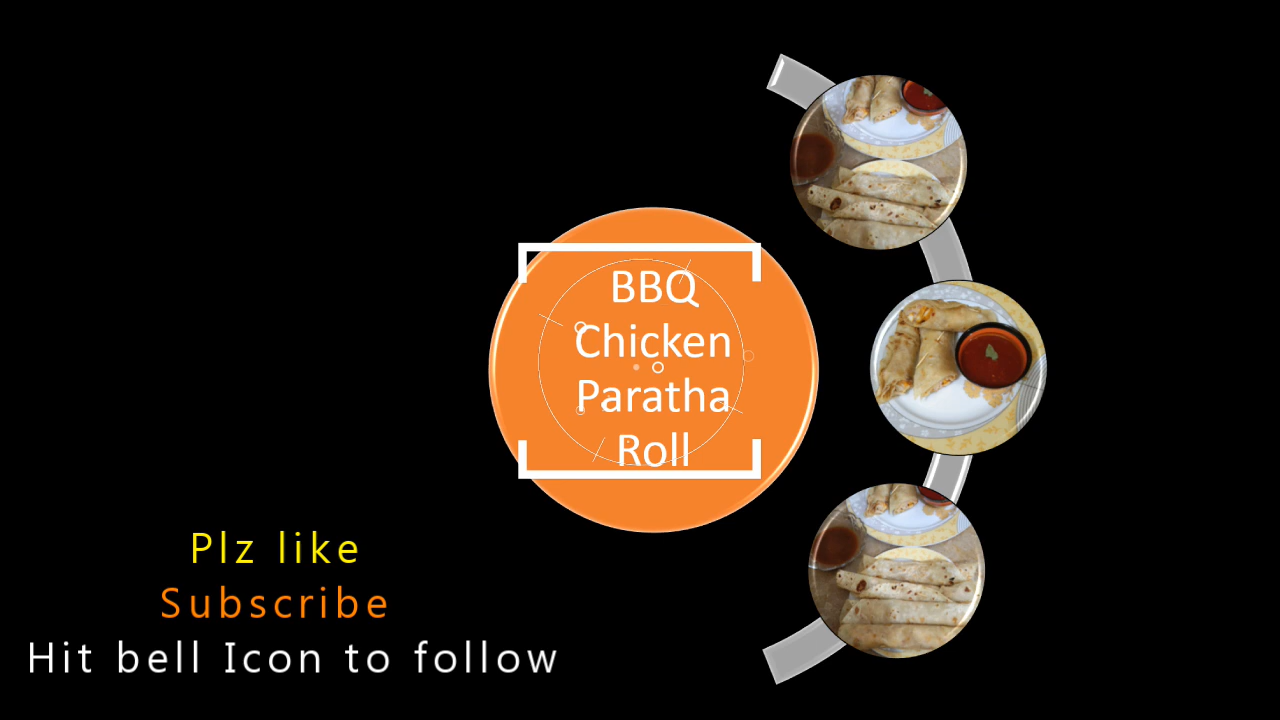 BBQ
Chicken
Paratha
Roll
Plz like
Subscribe
Hit bell Icon to follow